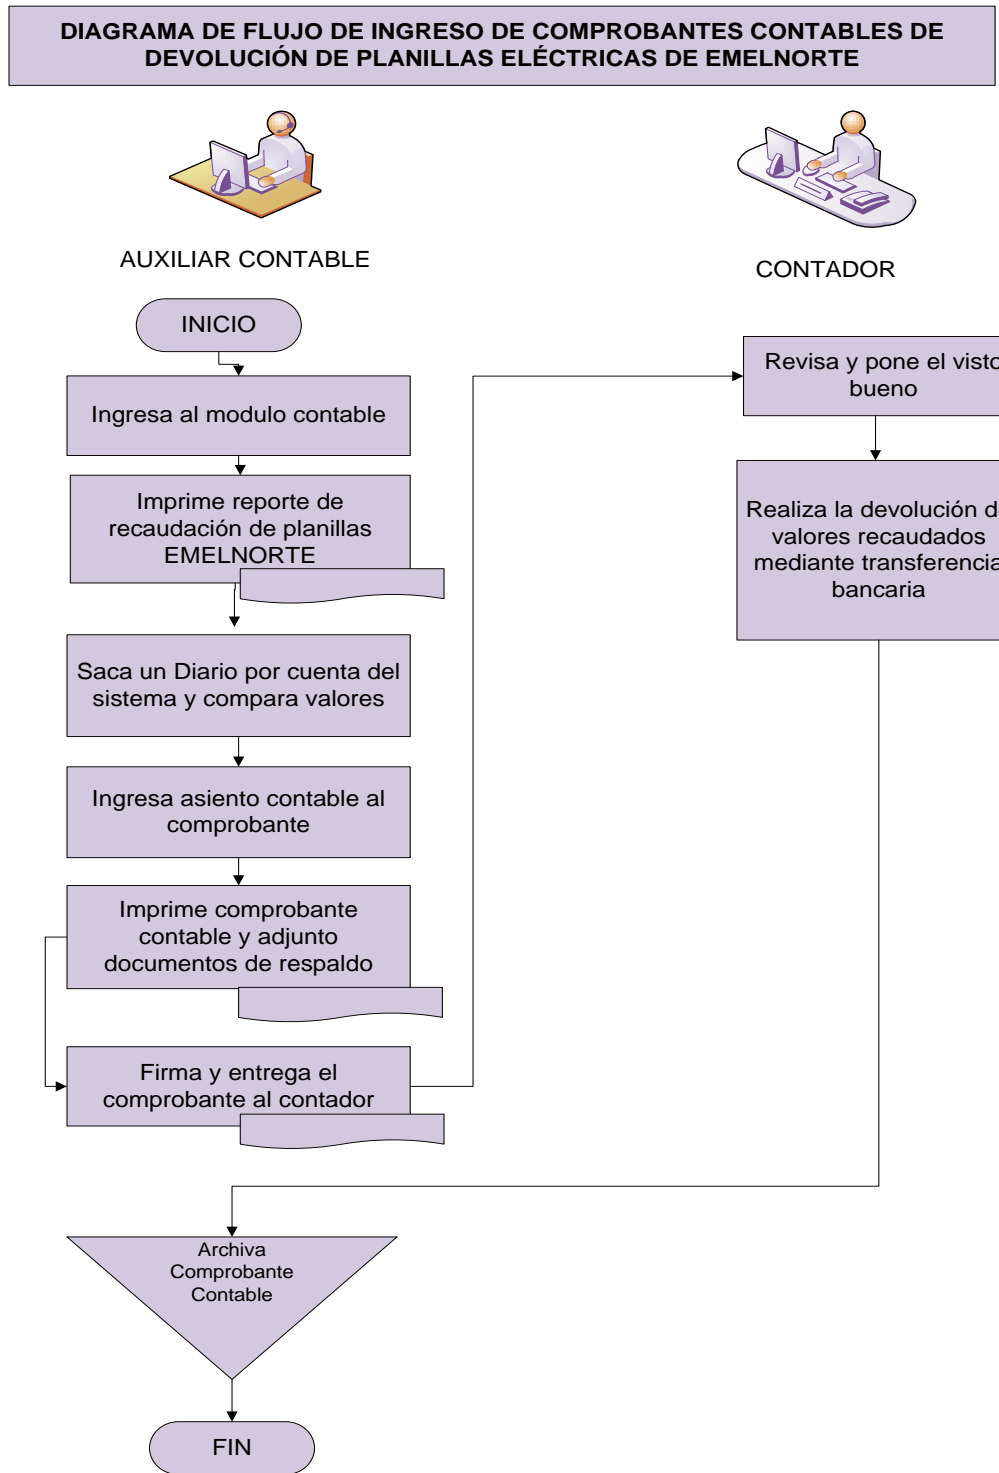 DIAGRAMA DE FLUJO DE INGRESO DE COMPROBANTES CONTABLES DE
DEVOLUCIÓN DE PLANILLAS ELÉCTRICAS DE EMELNORTE
AUXILIAR CONTABLE
CONTADOR
INICIO
Ingresa al modulo contable
Imprime reporte de
recaudación de planillas
EMELNORTE
Saca un Diario por cuenta del
sistema y compara valores
Ingresa asiento contable al
comprobante
Imprime comprobante
contable y adjunto
documentos de respaldo
Firma y entrega el
comprobante al contador
Revisa y pone el visto
bueno
Realiza la devolución de
valores recaudados
mediante transferencia
bancaria
Archiva
Comprobante
Contable
FIN